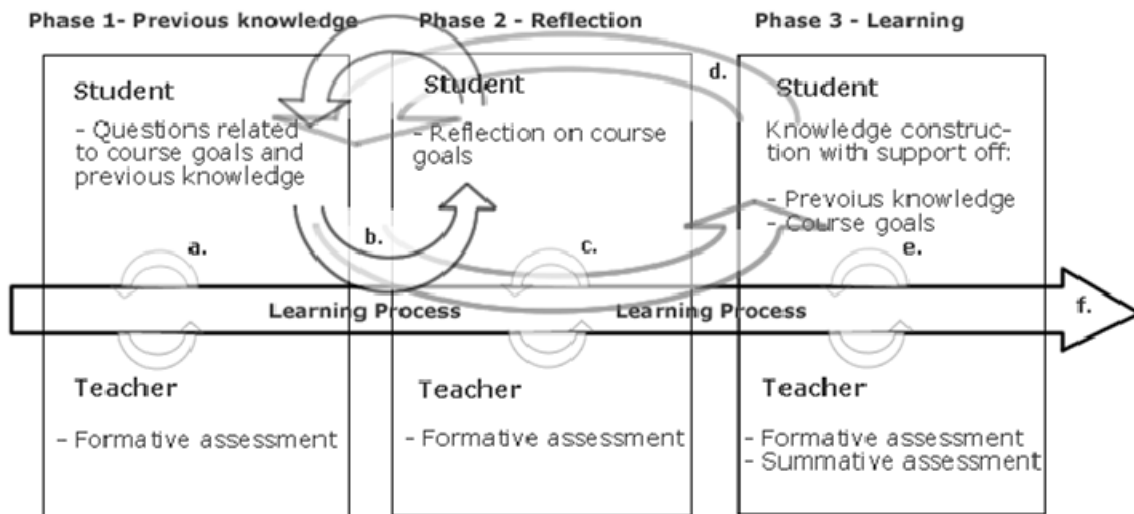 Phase 1- Previous knowledge
Phase 2 - Reflection
Phase 3 - Learning
Student
- Questions related
to course goals and
previous knowledge
Student
- Reflection on course
goals
d.
Student
Knowledge construc-
tion with support off:
- Prevoius knowledge
- Course goals
a.
b.
c.
e.
Learning Process
Learning Process
f.
Teacher
- Formative assessment
Teacher
- Formative assessment
Teacher
- Formative assessment
- Summative assessment